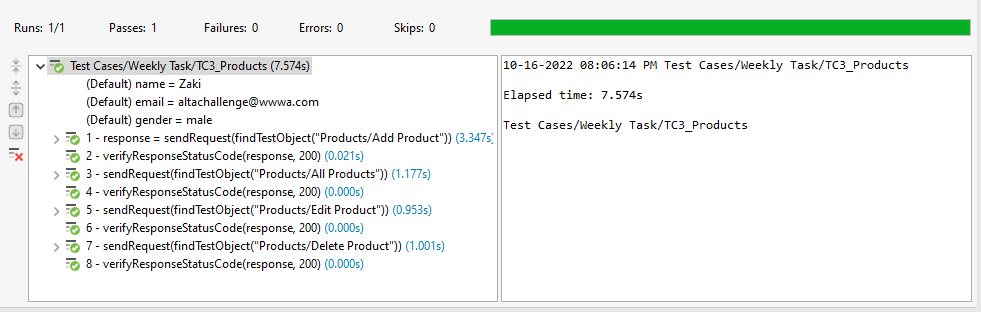 Runs: 1/1 Passes: 1 Failures: 0 Errors: 0 Skips: 0
Test Cases/Weekly Task/TC3_Products (7.574s)
(Default) name = Zaki
(Default) email = altachallenge@wwwa.com
(Default) gender = male
1 - response = sendRequest(findTestObject("Products/Add Product")) (3.347s)
2 - verifyResponseStatusCode(response, 200) (0.021s)
3 - sendRequest(findTestObject("Products/All Products")) (1.177s)
4 - verifyResponseStatusCode(response, 200) (0.000s)
5 - sendRequest(findTestObject("Products/Edit Product")) (0.953s)
6 - verifyResponseStatusCode(response, 200) (0.000s)
7 - sendRequest(findTestObject("Products/Delete Product")) (1.001s)
8 - verifyResponseStatusCode(response, 200) (0.000s)
10-16-2022 08:06:14 PM Test Cases/Weekly Task/TC3_Products
Elapsed time: 7.574s
Test Cases/Weekly Task/TC3_Products